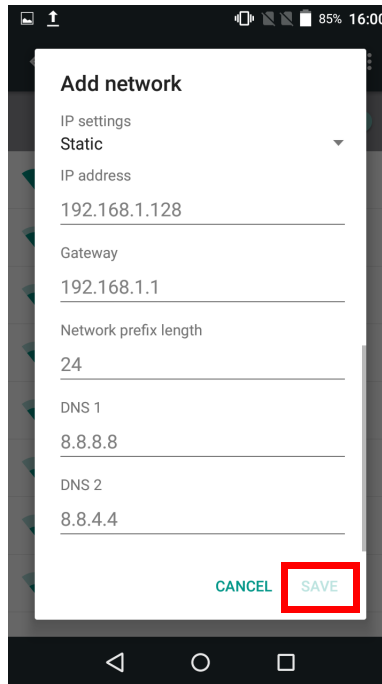 85% 16:00
Add network
IP settings
Static
IP address
192.168.1.128
Gateway
192.168.1.1
Network prefix length
24
DNS 1
8.8.8.8
DNS 2
8.8.4.4
CANCEL SAVE